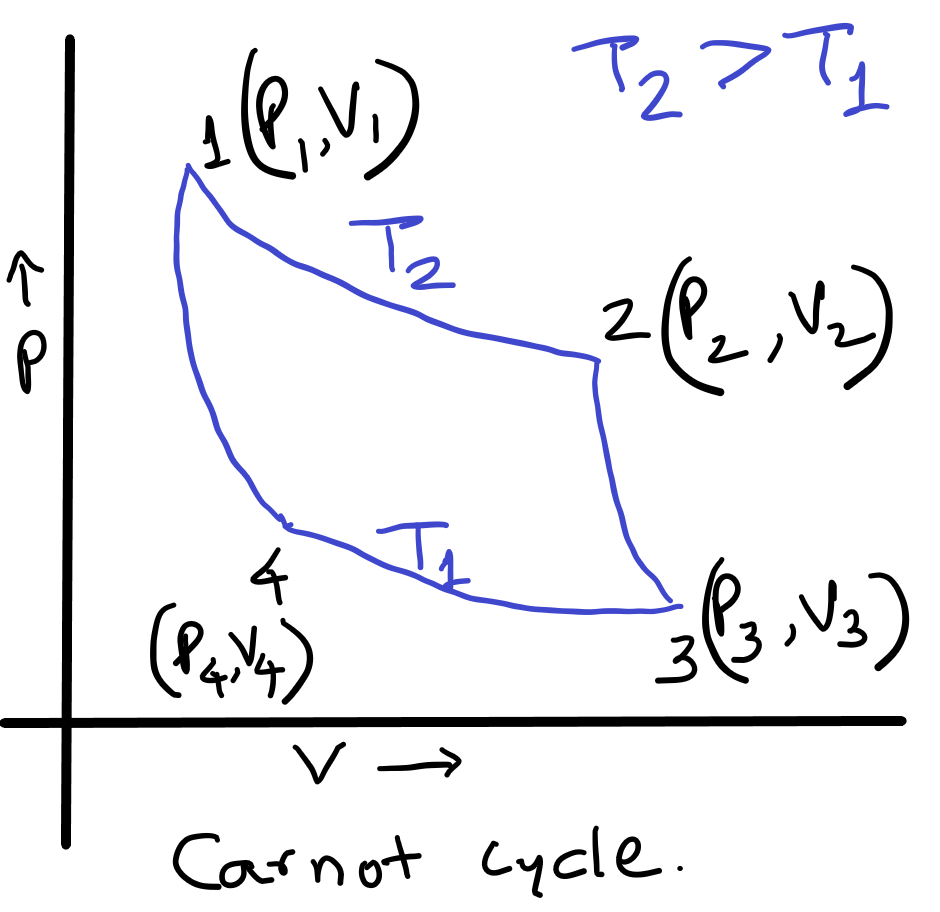 T₂ > T₁
1 (P₁, V₁)
T₂
2 (P₂, V₂)
↑
P
T₁
4
(P₄, V₄)
3 (P₃, V₃)
V →
Carnot cycle.